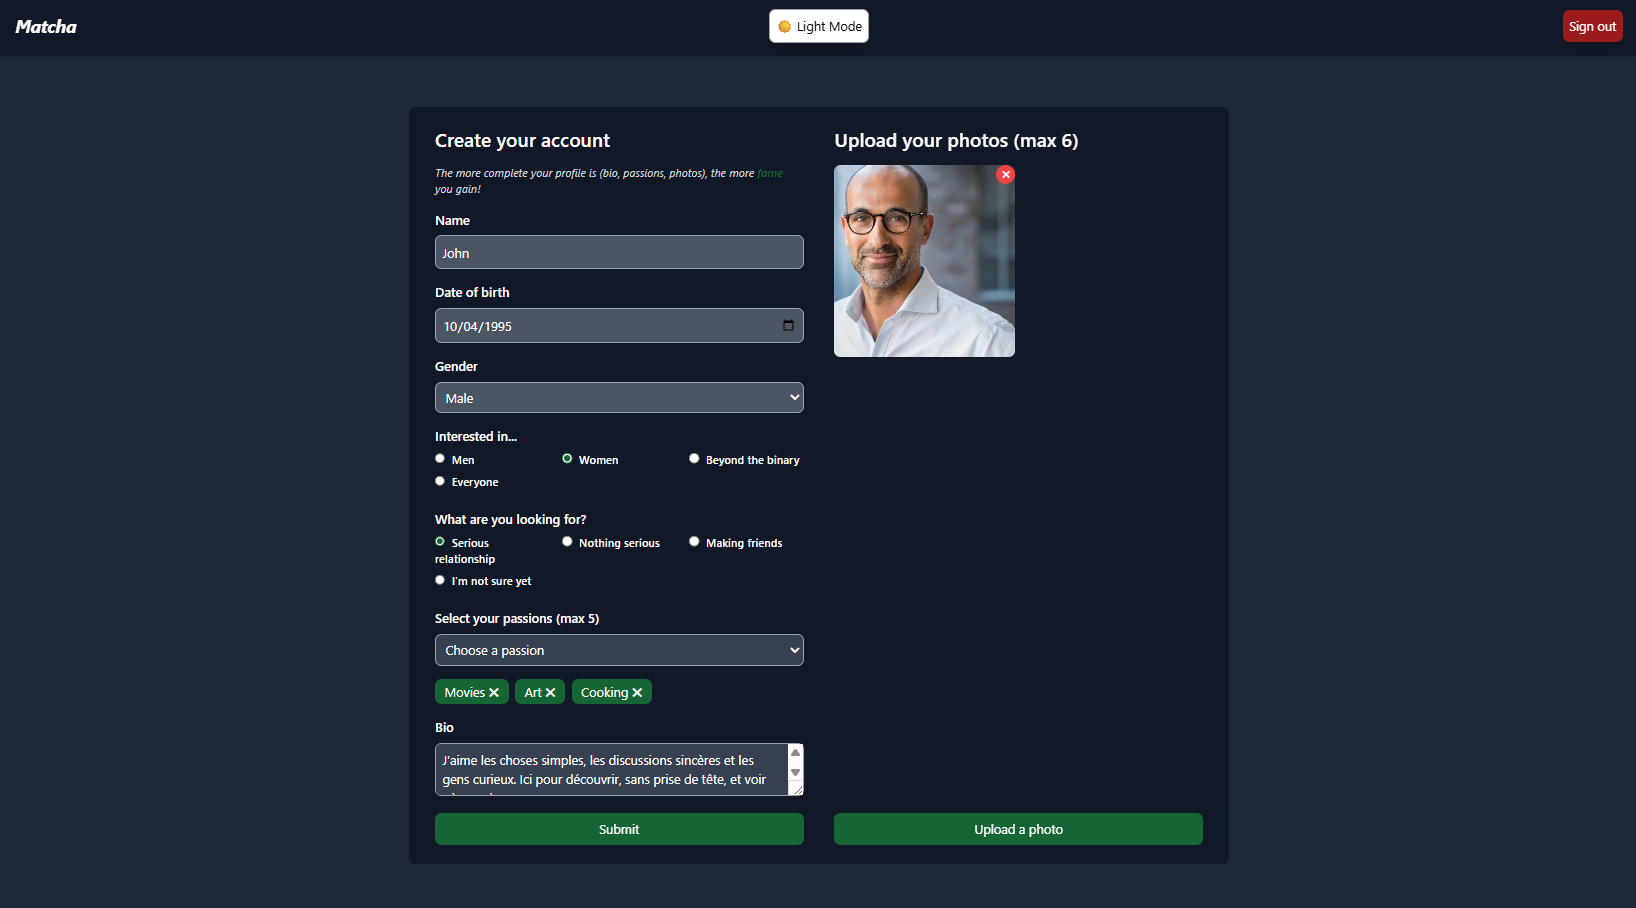 Matcha
Light Mode
Sign out
Create your account
The more complete your profile is (bio, passions, photos), the more fame
you gain!
Name
John
Date of birth
10/04/1995
Gender
Male
Interested in...
Men
Women
Beyond the binary
Everyone
What are you looking for?
Serious
relationship
Nothing serious
Making friends
I'm not sure yet
Select your passions (max 5)
Choose a passion
Movies
Art
Cooking
Bio
J'aime les choses simples, les discussions sincères et les
gens curieux. Ici pour découvrir, sans prise de tête, et voir
Submit
Upload your photos (max 6)
Upload a photo